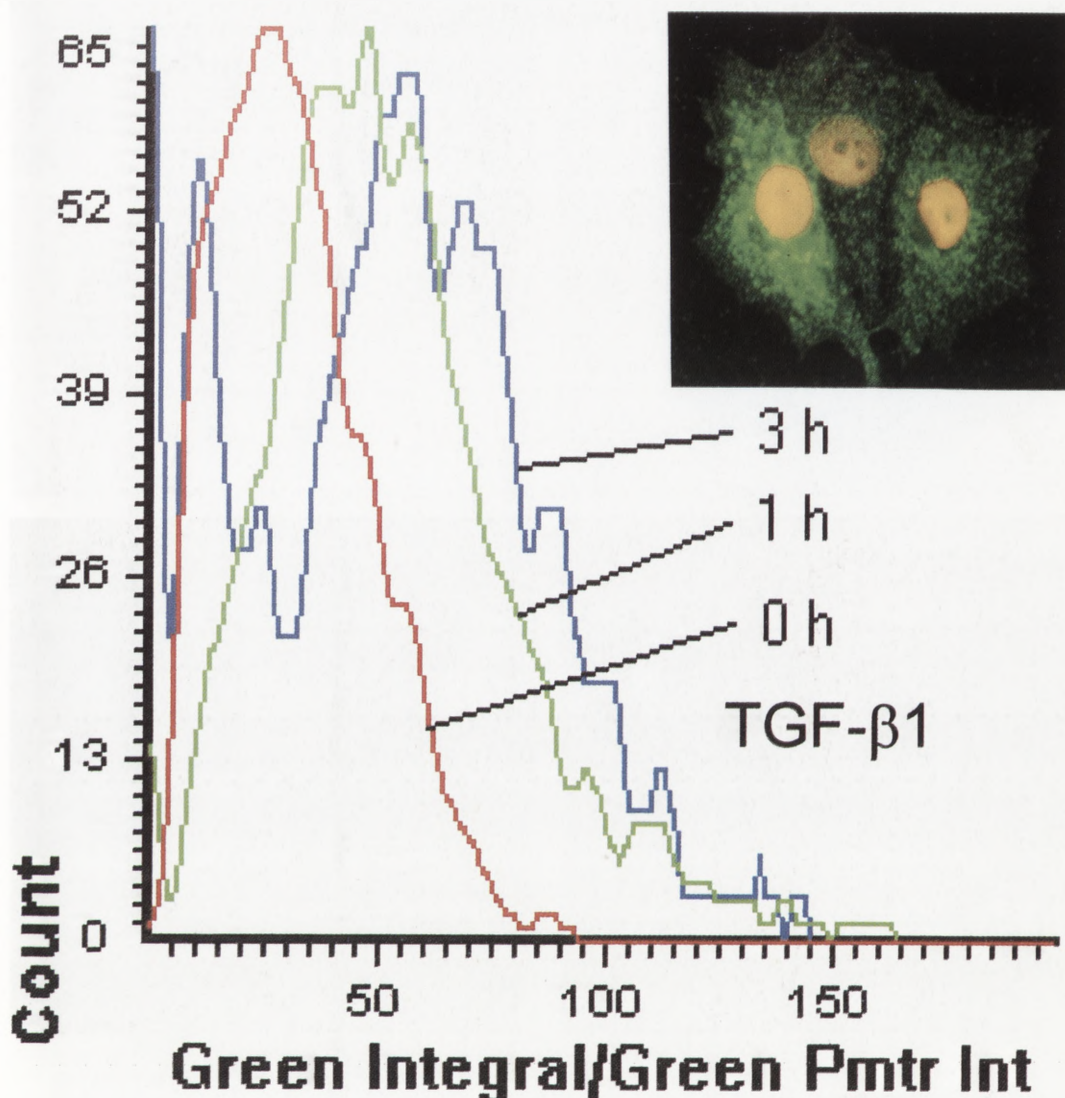 65
52
39
26
13
0
Count
50 100 150
Green Integral/Green Pmtr Int
3 h
1 h
0 h
TGF-β1